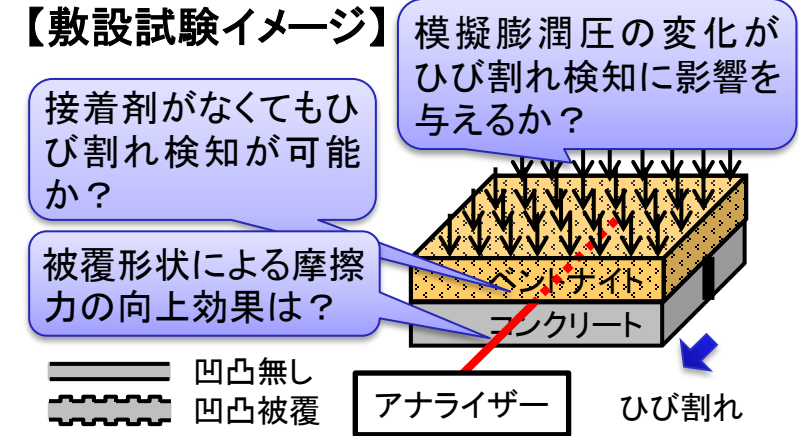 【敷設試験イメージ】
模擬膨潤圧の変化が
ひび割れ検知に影響を
与えるか？
接着剤がなくてもひ
び割れ検知が可能
か？
被覆形状による摩擦
力の向上効果は？
ベントナイト
コンクリート
凹凸無し
凹凸被覆
アナライザー
ひび割れ